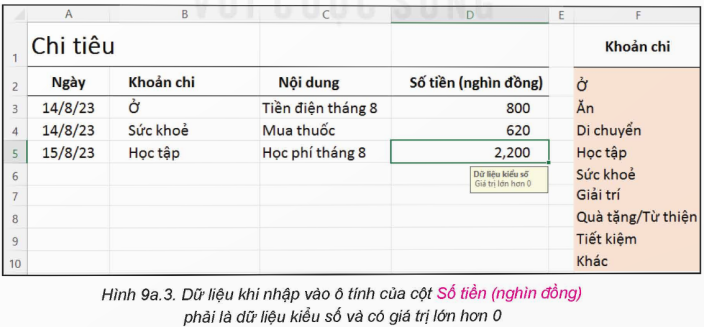 VỚI CUỘC SỐNG
A B C D E F
1 Chi tiêu Khoản chi
2 Ngày Khoản chi Nội dung Số tiền (nghìn đồng) Ở
3 14/8/23 Ở Tiền điện tháng 8 800 Ăn
4 14/8/23 Sức khoẻ Mua thuốc 620 Di chuyển
5 15/8/23 Học tập Học phí tháng 8 2,200 Học tập
6 Dữ liệu kiểu số Sức khoẻ
Giá trị lớn hơn 0
7 Giải trí
8 Quà tặng/Từ thiện
9 Tiết kiệm
10 Khác
Hình 9a.3. Dữ liệu khi nhập vào ô tính của cột Số tiền (nghìn đồng)
phải là dữ liệu kiểu số và có giá trị lớn hơn 0